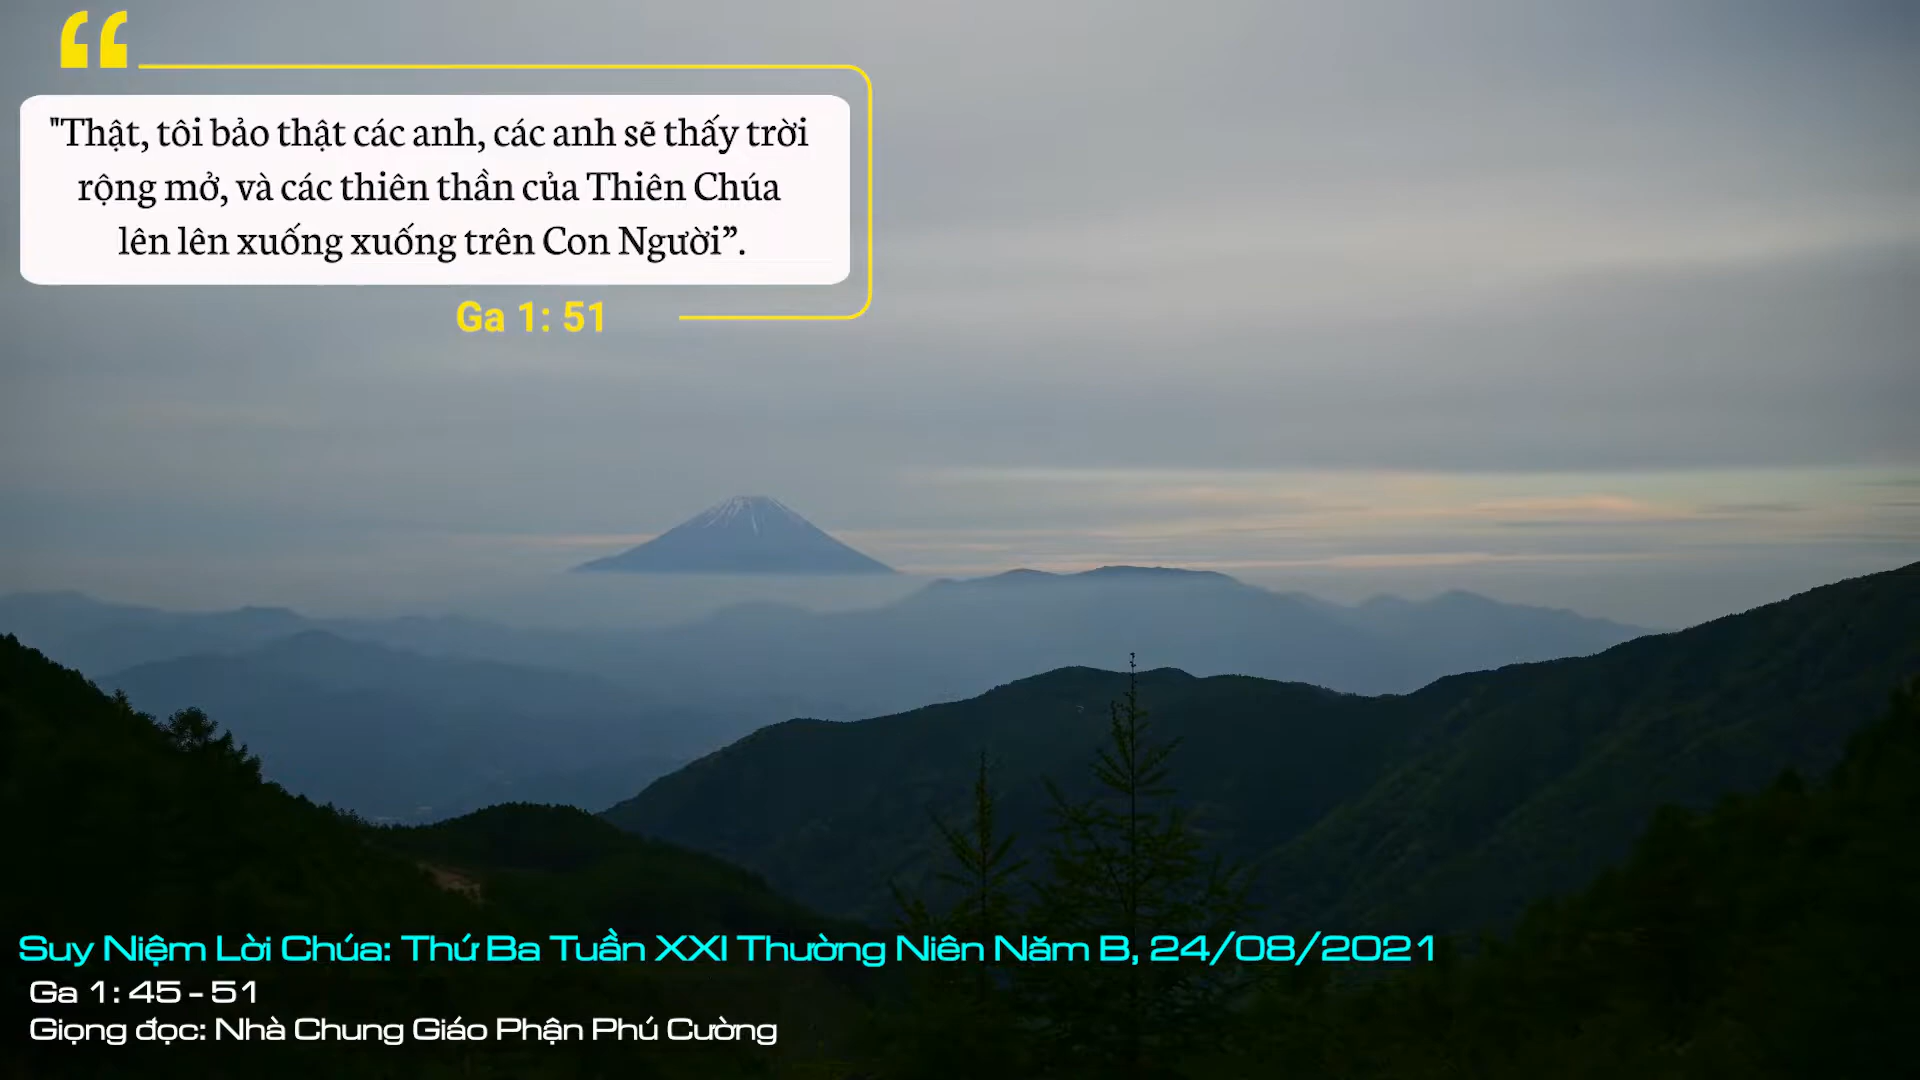 "Thật, tôi bảo thật các anh, các anh sẽ thấy trời
rộng mở, và các thiên thần của Thiên Chúa
lên lên xuống xuống trên Con Người”.
Ga 1: 51
Suy Niệm Lời Chúa: Thứ Ba Tuần XXI Thường Niên Năm B, 24/08/2021
Ga 1: 45 - 51
Giọng đọc: Nhà Chung Giáo Phận Phú Cường